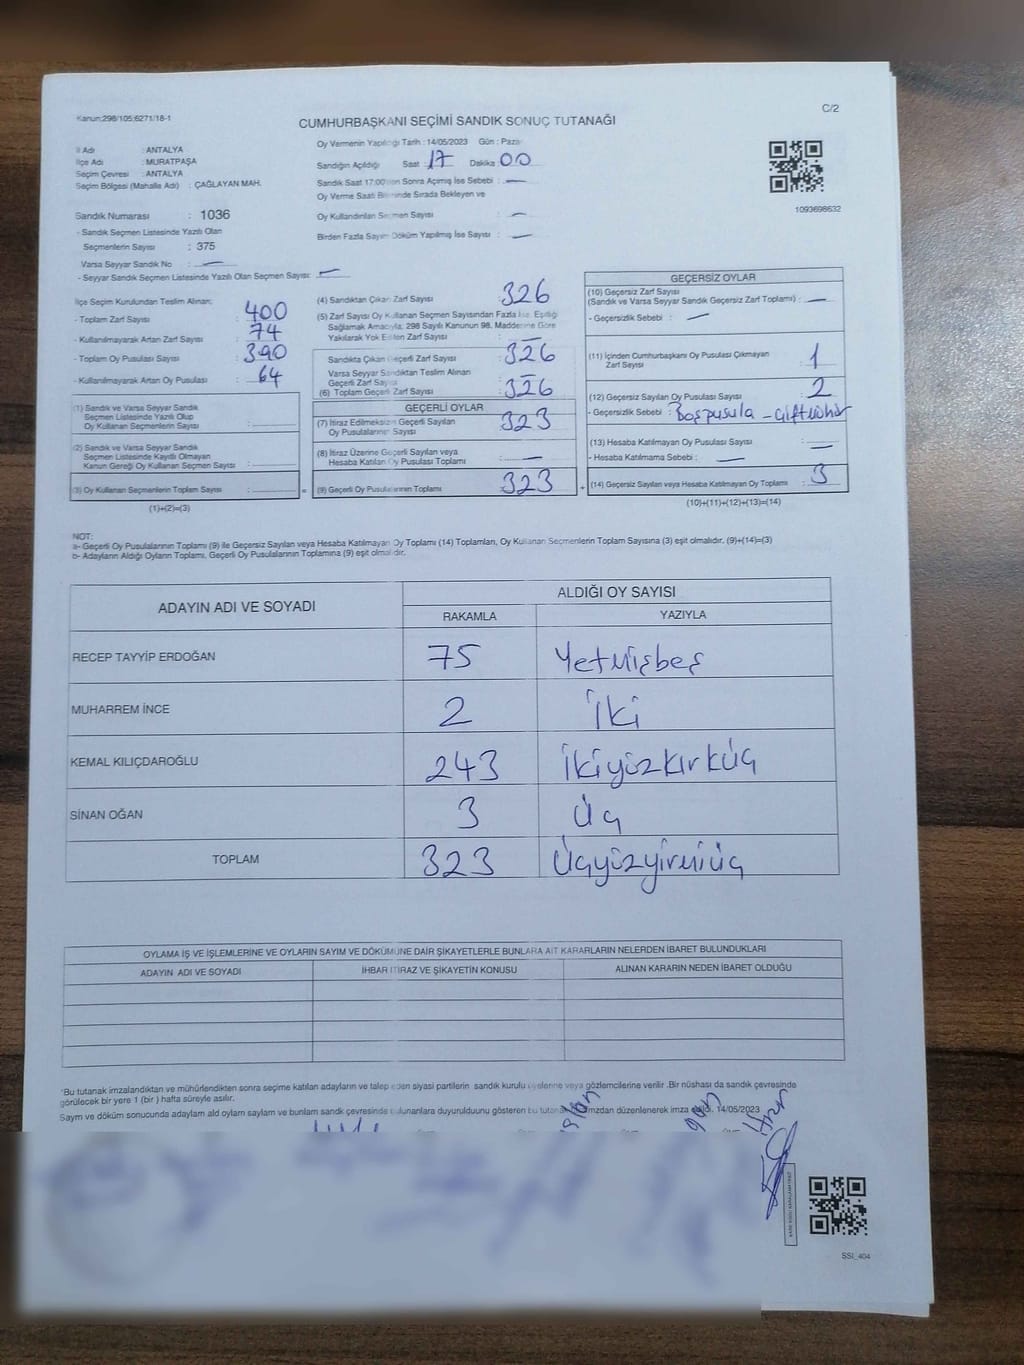 Kanun:298/105;6271/18-1
C/2
CUMHURBAŞKANI SEÇİMİ SANDIK SONUÇ TUTANAĞI
İl Adı : ANTALYA
İlçe Adı : MURATPAŞA
Seçim Çevresi : ANTALYA
Seçim Bölgesi (Mahalle Adı) : ÇAĞLAYAN MAH.
Sandık Numarası : 1036
- Sandık Seçmen Listesinde Yazılı Olan
Seçmenlerin Sayısı : 375
Varsa Seyyar Sandık No : —
- Seyyar Sandık Seçmen Listesinde Yazılı Olan Seçmen Sayısı: —
Oy Vermenin Yapıldığı Tarih : 14/05/2023 Gün : Pazar
Sandığın Açıldığı Saat : 17 Dakika : 00
Sandık Saat 17:00'den Sonra Açılmış İse Sebebi : —
Oy Verme Saati Bitiminde Sırada Bekleyen ve
Oy Kullandırılan Seçmen Sayısı : —
Birden Fazla Sayım Döküm Yapılmış İse Sayısı : —
1093698632
İlçe Seçim Kurulundan Teslim Alınan;
- Toplam Zarf Sayısı : 400
- Kullanılmayarak Artan Zarf Sayısı : 74
- Toplam Oy Pusulası Sayısı : 390
- Kullanılmayarak Artan Oy Pusulası : 64
(1) Sandık ve Varsa Seyyar Sandık
Seçmen Listesinde Yazılı Olup
Oy Kullanan Seçmenlerin Sayısı :
(2) Sandık ve Varsa Seyyar Sandık
Seçmen Listesinde Kayıtlı Olmayan
Kanun Gereği Oy Kullanan Seçmen Sayısı :
(3) Oy Kullanan Seçmenlerin Toplam Sayısı : =
(1)+(2)=(3)
(4) Sandıktan Çıkan Zarf Sayısı : 326
(5) Zarf Sayısı Oy Kullanan Seçmen Sayısından Fazla İse, Eşitliği
Sağlamak Amacıyla; 298 Sayılı Kanunun 98. Maddesine Göre
Yakılarak Yok Edilen Zarf Sayısı : —
Sandıkta Çıkan Geçerli Zarf Sayısı : 326
Varsa Seyyar Sandıktan Teslim Alınan
Geçerli Zarf Sayısı : —
(6) Toplam Geçerli Zarf Sayısı : 326
GEÇERLİ OYLAR
(7) İtiraz Edilmeksizin Geçerli Sayılan
Oy Pusulalarının Sayısı : 323
(8) İtiraz Üzerine Geçerli Sayılan veya
Hesaba Katılan Oy Pusulası Toplamı : —
(9) Geçerli Oy Pusulalarının Toplamı : 323 +
GEÇERSİZ OYLAR
(10) Geçersiz Zarf Sayısı
(Sandık ve Varsa Seyyar Sandık Geçersiz Zarf Toplamı) : —
- Geçersizlik Sebebi : —
(11) İçinden Cumhurbaşkanı Oy Pusulası Çıkmayan
Zarf Sayısı : 1
(12) Geçersiz Sayılan Oy Pusulası Sayısı : 2
- Geçersizlik Sebebi : Boş pusula - Çift mühür
(13) Hesaba Katılmayan Oy Pusulası Sayısı : —
- Hesaba Katılmama Sebebi : —
(14) Geçersiz Sayılan veya Hesaba Katılmayan Oy Toplamı : 3
(10)+(11)+(12)+(13)=(14)
NOT:
a- Geçerli Oy Pusulalarının Toplamı (9) ile Geçersiz Sayılan veya Hesaba Katılmayan Oy Toplamı (14) Toplamları, Oy Kullanan Seçmenlerin Toplam Sayısına (3) eşit olmalıdır. (9)+(14)=(3)
b- Adayların Aldığı Oyların Toplamı, Geçerli Oy Pusulalarının Toplamına (9) eşit olmalıdır.
ADAYIN ADI VE SOYADI ALDIĞI OY SAYISI
RAKAMLA YAZIYLA
RECEP TAYYİP ERDOĞAN 75 Yetmişbeş
MUHARREM İNCE 2 İki
KEMAL KILIÇDAROĞLU 243 İkiyüzkırküç
SİNAN OĞAN 3 Üç
TOPLAM 323 Üçyüzyirmiüç
OYLAMA İŞ VE İŞLEMLERİNE VE OYLARIN SAYIM VE DÖKÜMÜNE DAİR ŞİKAYETLERLE BUNLARA AİT KARARLARIN NELERDEN İBARET BULUNDUKLARI
ADAYIN ADI VE SOYADI İHBAR İTİRAZ VE ŞİKAYETİN KONUSU ALINAN KARARIN NEDEN İBARET OLDUĞU
"Bu tutanak imzalandıktan ve mühürlendikten sonra seçime katılan adayların ve talep eden siyasi partilerin sandık kurulu üyelerine veya gözlemcilerine verilir .Bir nüshası da sandık çevresinde
görülecek bir yere 1 (bir ) hafta süreyle asılır.
Sayım ve döküm sonucunda adayların aldığı oyların sayıları ve bunların sandık çevresinde bulunanlara duyurulduğunu gösteren bu tutanak tarafımızdan düzenlenerek imza edildi. 14/05/2023
SSI_404